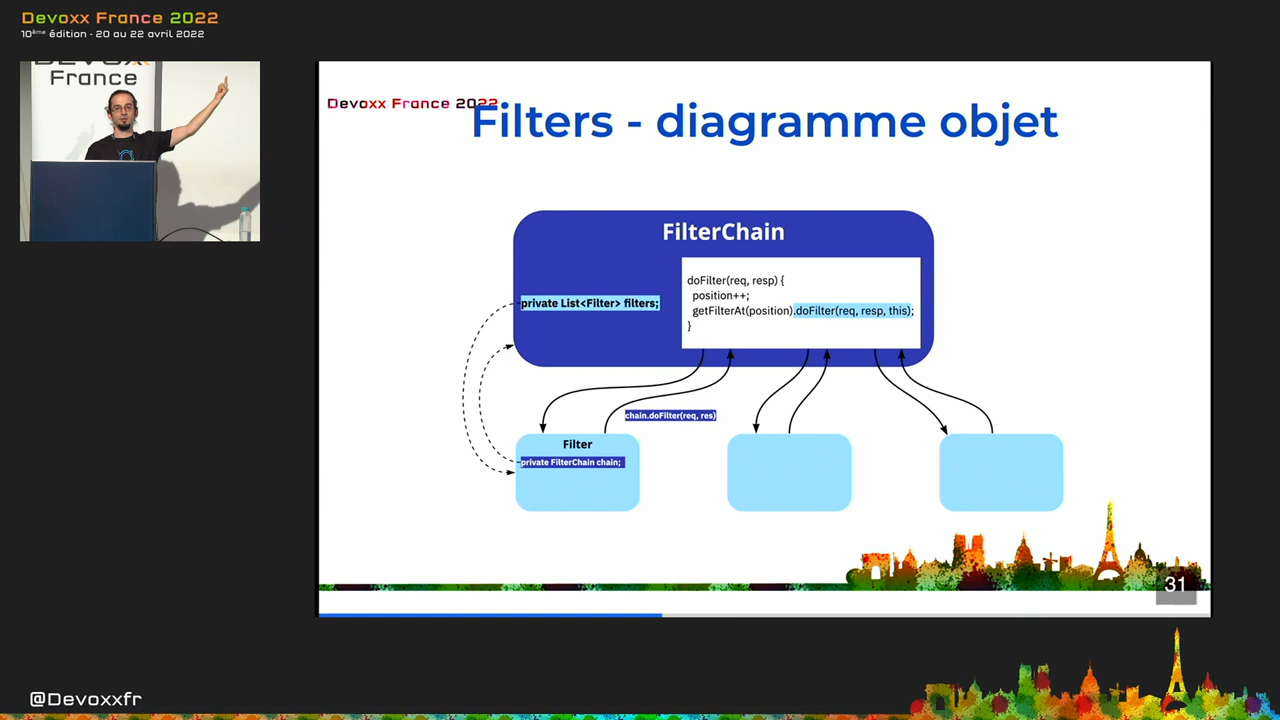 Devoxx France 2022
10ème édition - 20 au 22 avril 2022
DEVOXX
France
Devoxx France 2022
Filters - diagramme objet
FilterChain
private List<Filter> filters;
doFilter(req, resp) {
position++;
getFilterAt(position).doFilter(req, resp, this);
}
chain.doFilter(req, res)
Filter
private FilterChain chain;
31
@Devoxxfr